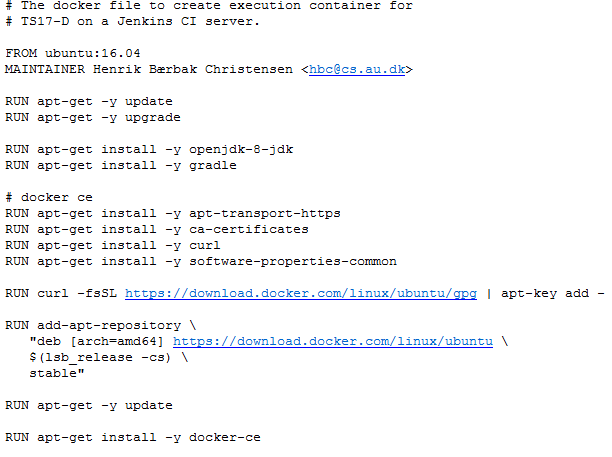 # The docker file to create execution container for
# TS17-D on a Jenkins CI server.
FROM ubuntu:16.04
MAINTAINER Henrik Bærbak Christensen <hbc@cs.au.dk>
RUN apt-get -y update
RUN apt-get -y upgrade
RUN apt-get install -y openjdk-8-jdk
RUN apt-get install -y gradle
# docker ce
RUN apt-get install -y apt-transport-https
RUN apt-get install -y ca-certificates
RUN apt-get install -y curl
RUN apt-get install -y software-properties-common
RUN curl -fsSL https://download.docker.com/linux/ubuntu/gpg | apt-key add -
RUN add-apt-repository \
"deb [arch=amd64] https://download.docker.com/linux/ubuntu \
$(lsb_release -cs) \
stable"
RUN apt-get -y update
RUN apt-get install -y docker-ce